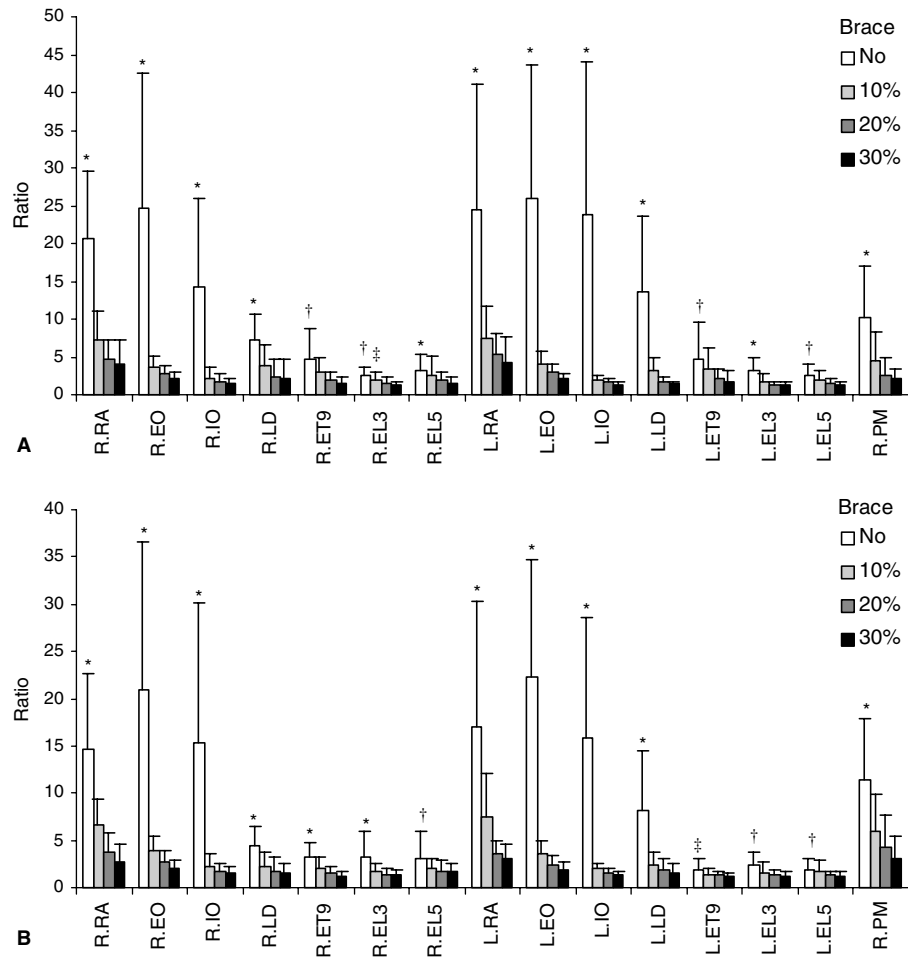 50
45
40
35
30
25
20
15
10
5
0
Ratio
Brace
No
10%
20%
30%
* * * * † † ‡ * * * * * † * † *
A
R.RA R.EO R.IO R.LD R.ET9 R.EL3 R.EL5 L.RA L.EO L.IO L.LD L.ET9 L.EL3 L.EL5 R.PM
40
35
30
25
20
15
10
5
0
Ratio
Brace
No
10%
20%
30%
* * * * * * † * * * * ‡ † † *
B
R.RA R.EO R.IO R.LD R.ET9 R.EL3 R.EL5 L.RA L.EO L.IO L.LD L.ET9 L.EL3 L.EL5 R.PM